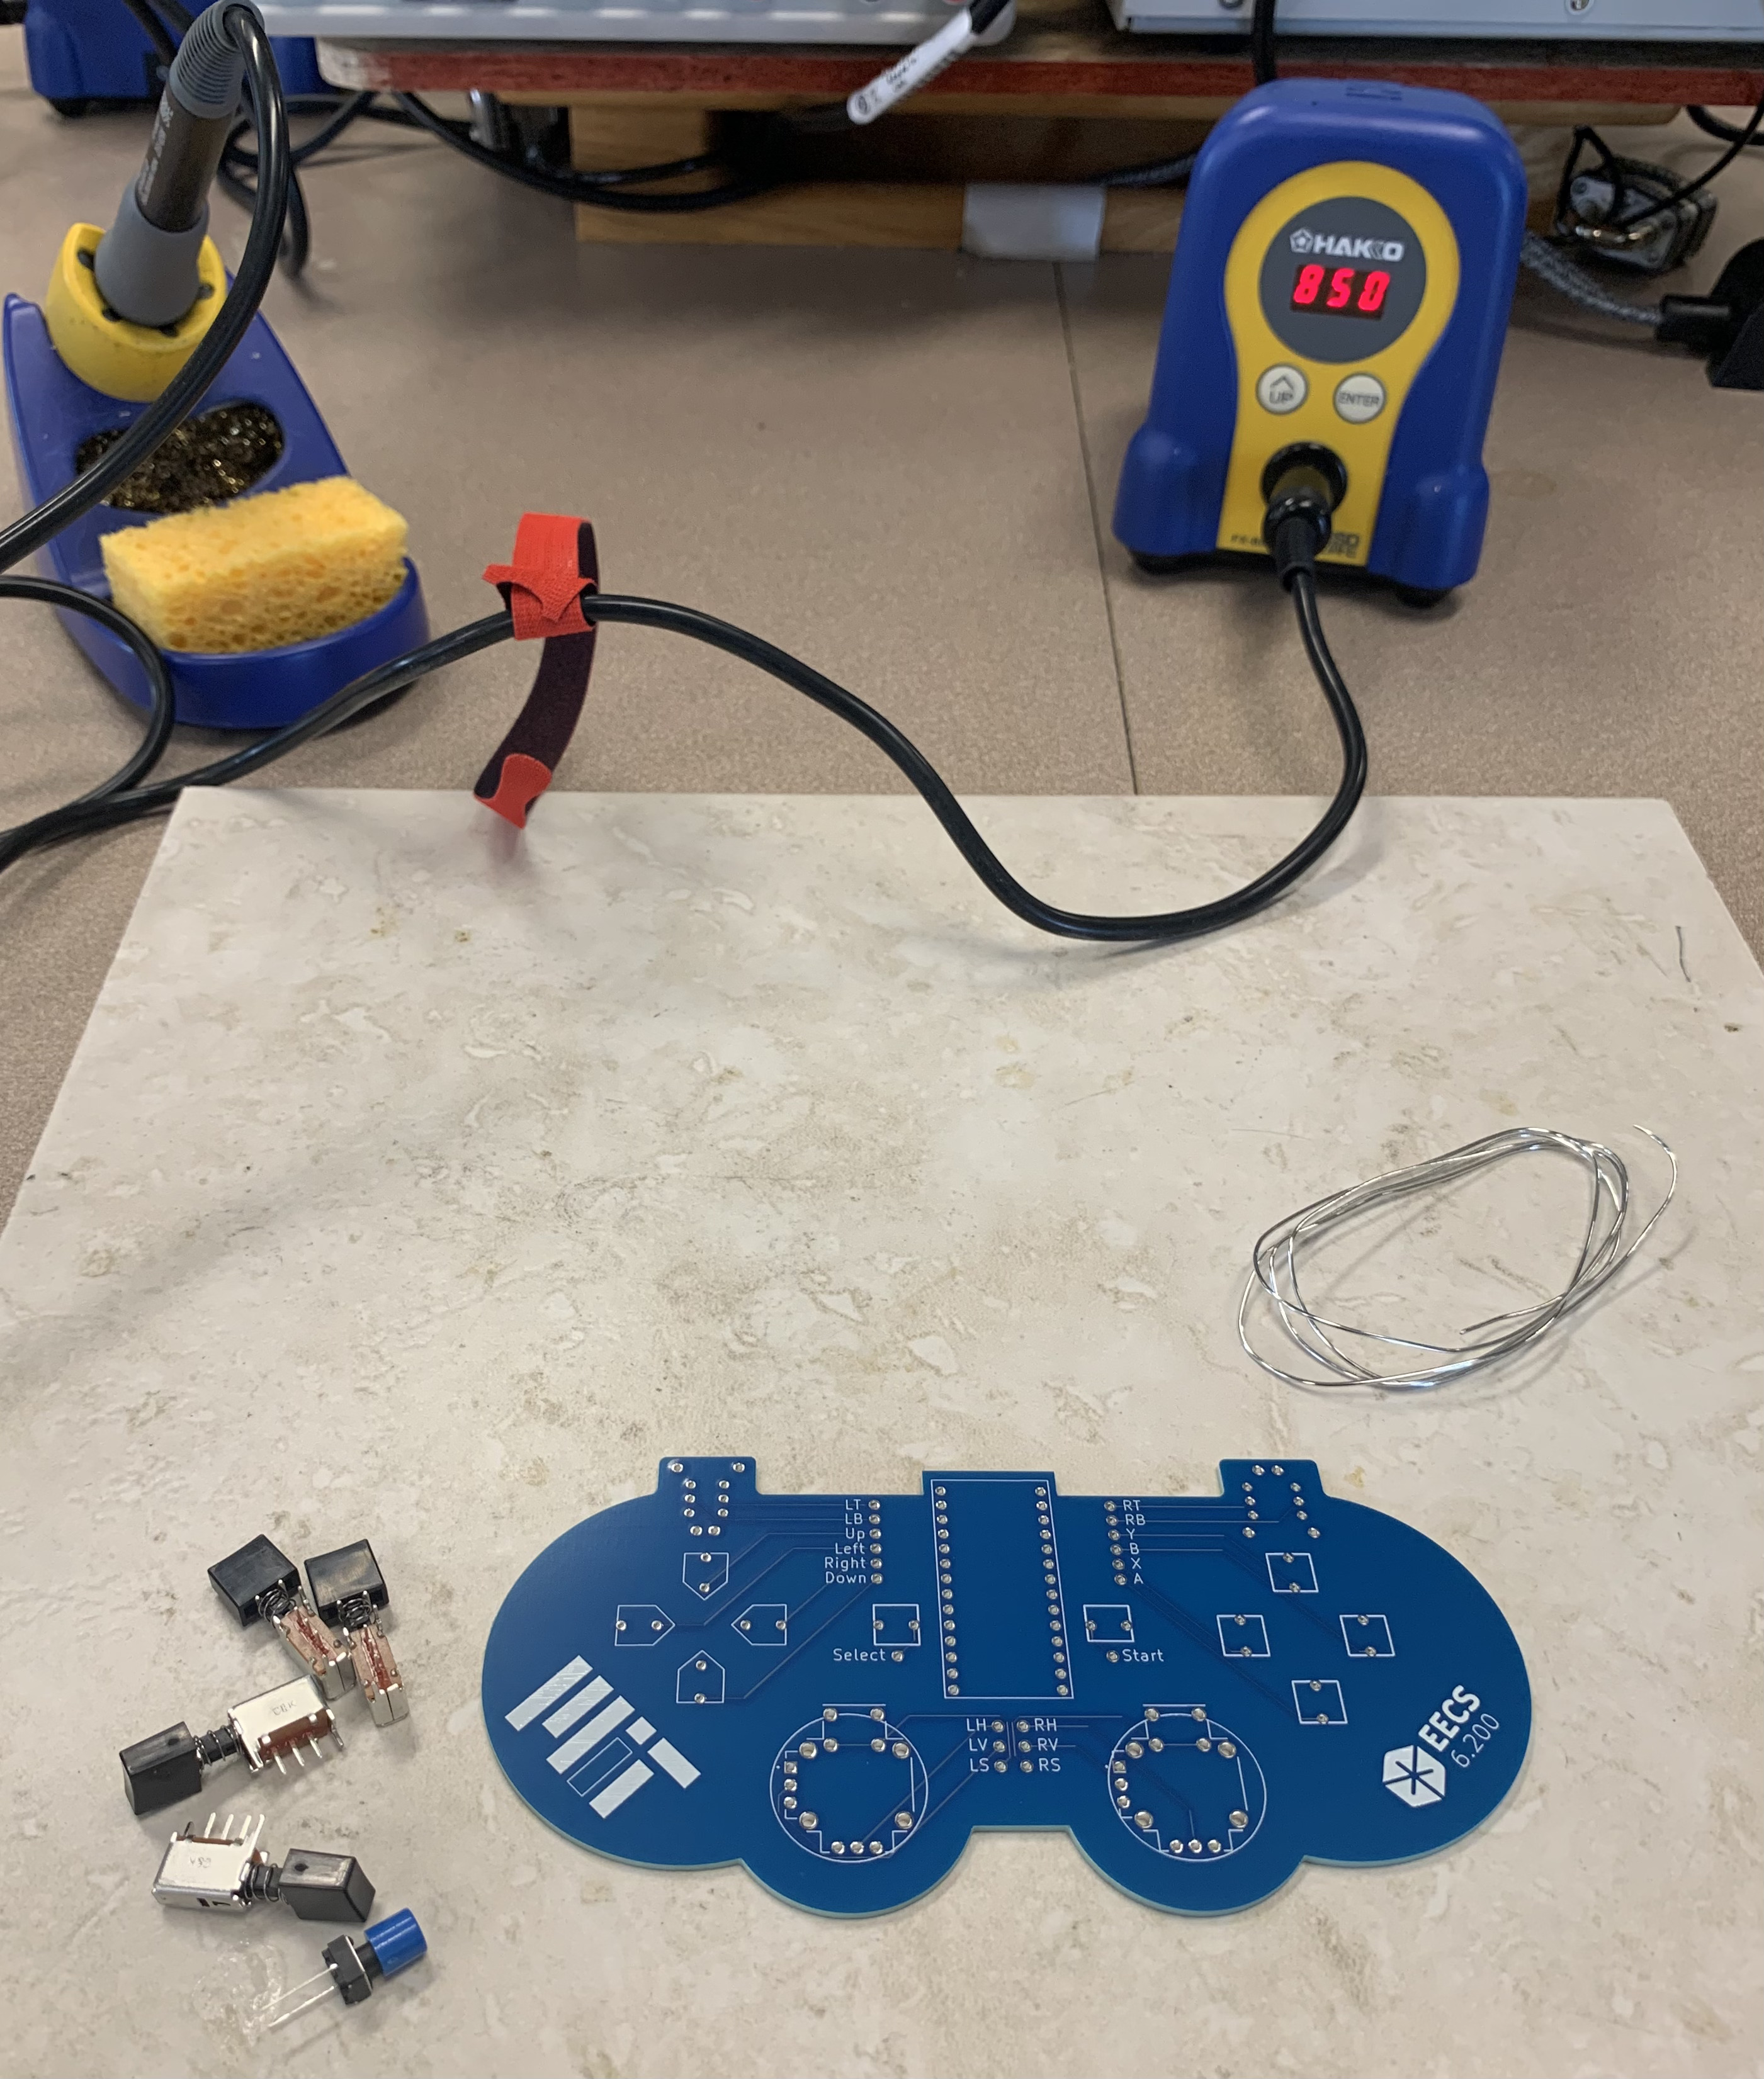 HAKKO
850
UP
ENTER
LT
LB
Up
Left
Right
Down
RT
RB
Y
B
X
A
Select
Start
LH
LV
LS
RH
RV
RS
MIT
EECS
6.200